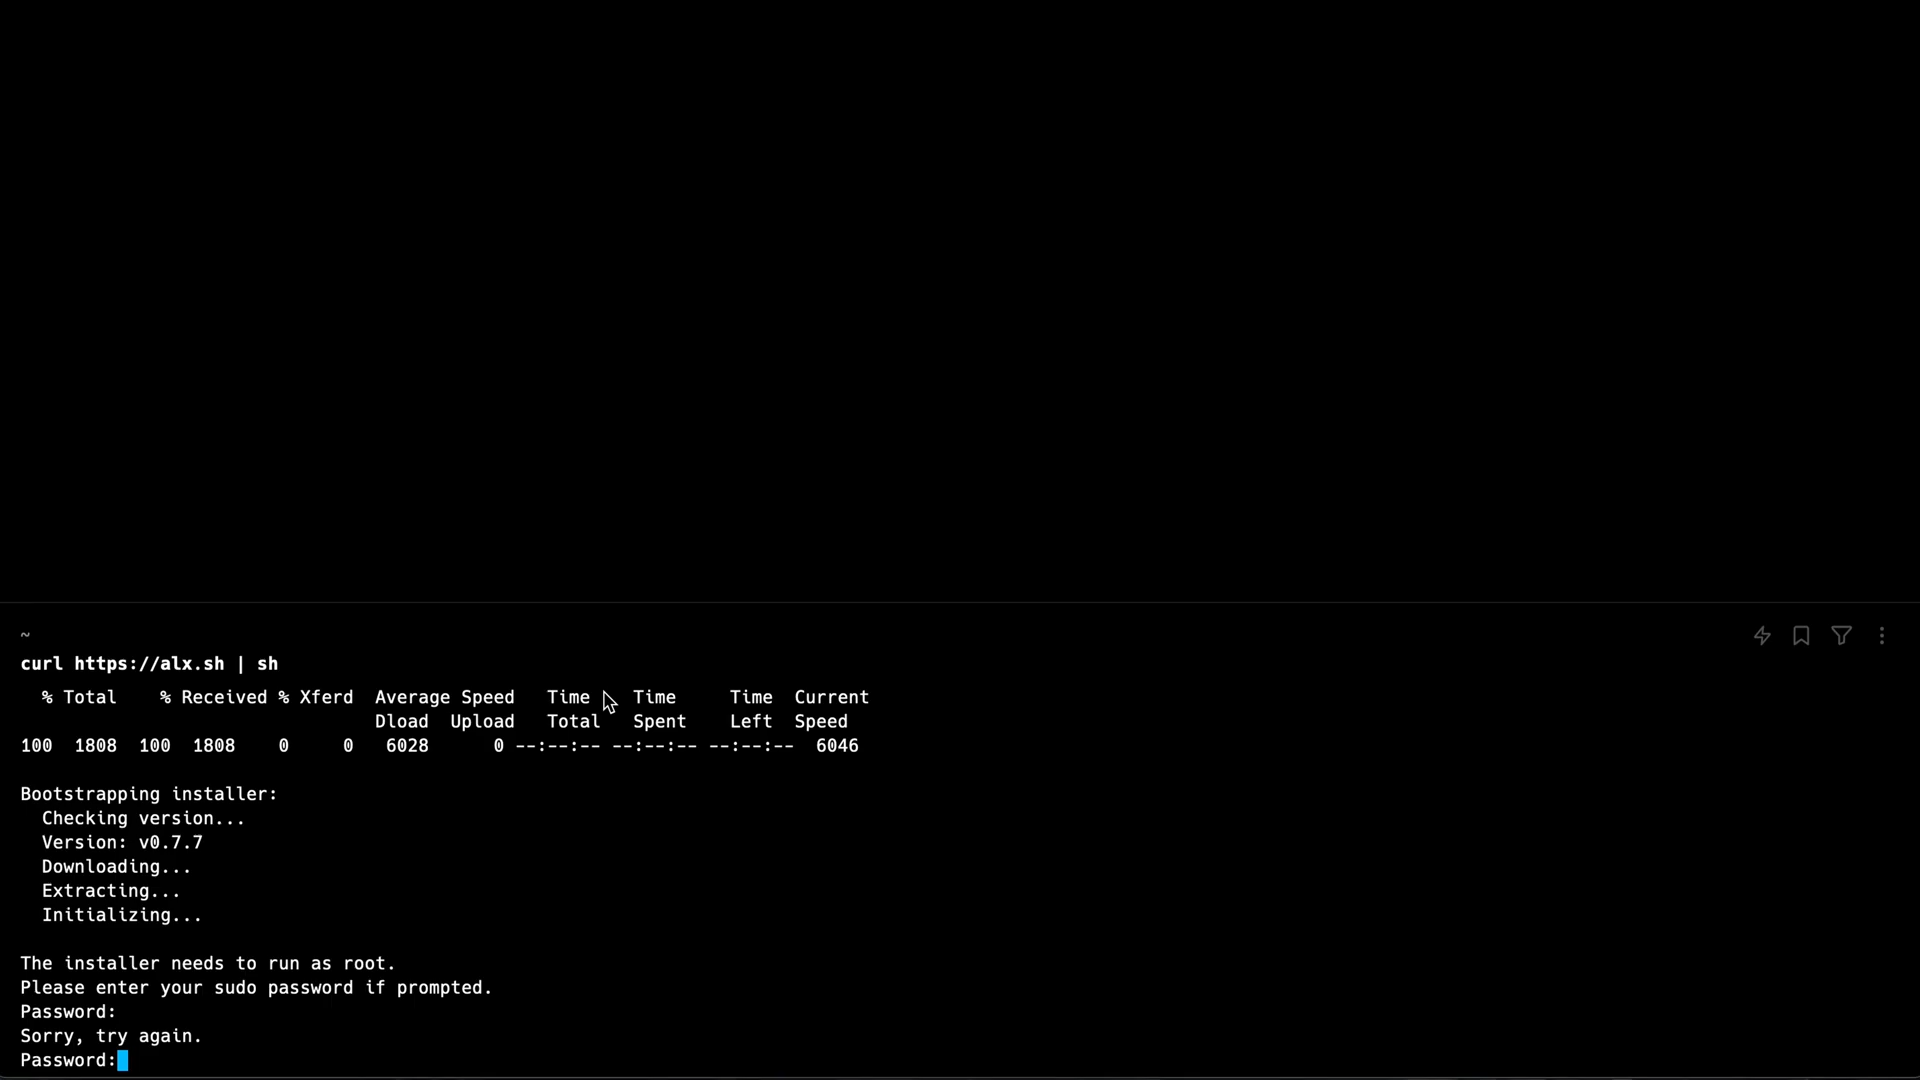 ~
curl https://alx.sh | sh
% Total % Received % Xferd Average Speed Time Time Time Current
Dload Upload Total Spent Left Speed
100 1808 100 1808 0 0 6028 0 --:--:-- --:--:-- --:--:-- 6046
Bootstrapping installer:
Checking version...
Version: v0.7.7
Downloading...
Extracting...
Initializing...
The installer needs to run as root.
Please enter your sudo password if prompted.
Password:
Sorry, try again.
Password: